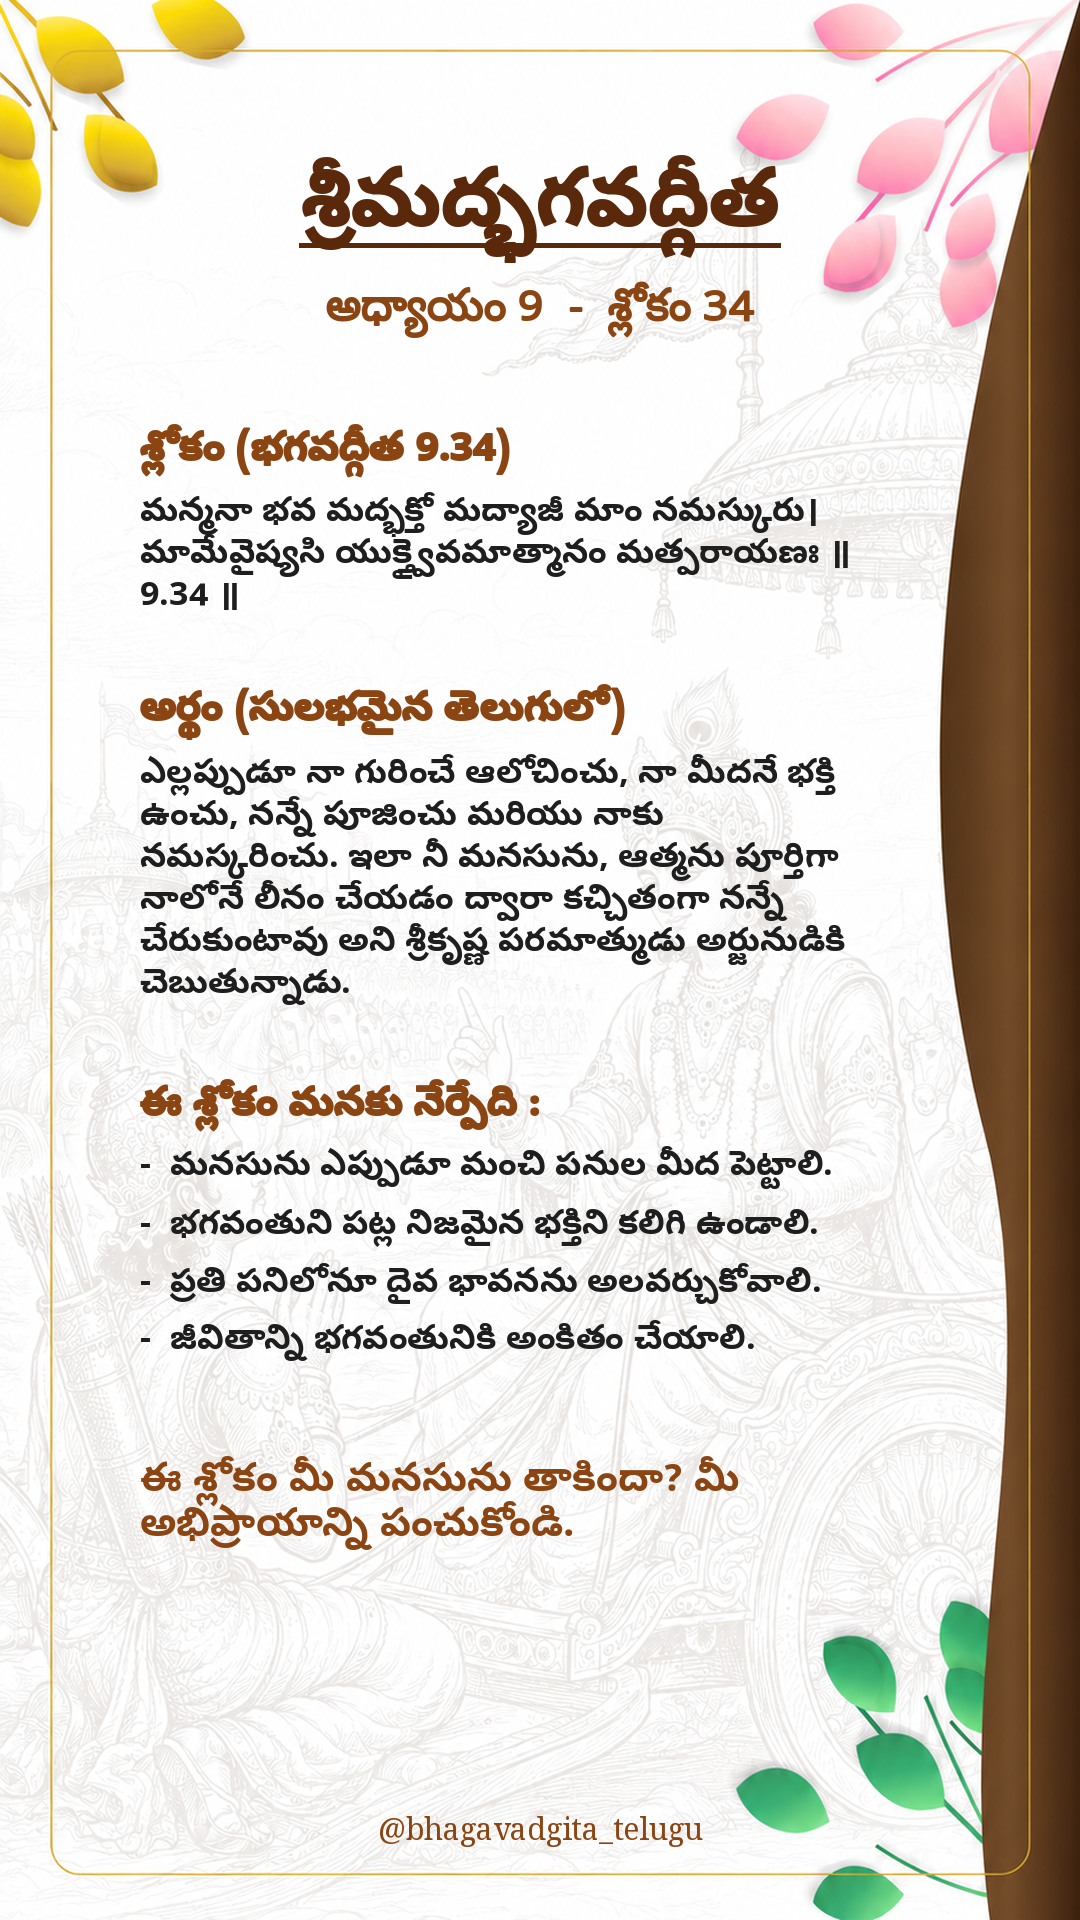 శ్రీమద్భగవద్గీత
అధ్యాయం 9 - శ్లోకం 34
శ్లోకం (భగవద్గీత 9.34)
మన్మనా భవ మద్భక్తో మద్యాజీ మాం నమస్కురు।
మామేవైష్యసి యుక్త్వైవమాత్మానం మత్పరాయణః ॥
9.34 ॥
అర్థం (సులభమైన తెలుగులో)
ఎల్లప్పుడూ నా గురించే ఆలోచించు, నా మీదనే భక్తి
ఉంచు, నన్నే పూజించు మరియు నాకు
నమస్కరించు. ఇలా నీ మనసును, ఆత్మను పూర్తిగా
నాలోనే లీనం చేయడం ద్వారా కచ్చితంగా నన్నే
చేరుకుంటావు అని శ్రీకృష్ణ పరమాత్ముడు అర్జునుడికి
చెబుతున్నాడు.
ఈ శ్లోకం మనకు నేర్పేది :
- మనసును ఎప్పుడూ మంచి పనుల మీద పెట్టాలి.
- భగవంతుని పట్ల నిజమైన భక్తిని కలిగి ఉండాలి.
- ప్రతి పనిలోనూ దైవ భావనను అలవర్చుకోవాలి.
- జీవితాన్ని భగవంతునికి అంకితం చేయాలి.
ఈ శ్లోకం మీ మనసును తాకిందా? మీ
అభిప్రాయాన్ని పంచుకోండి.
@bhagavadgita_telugu